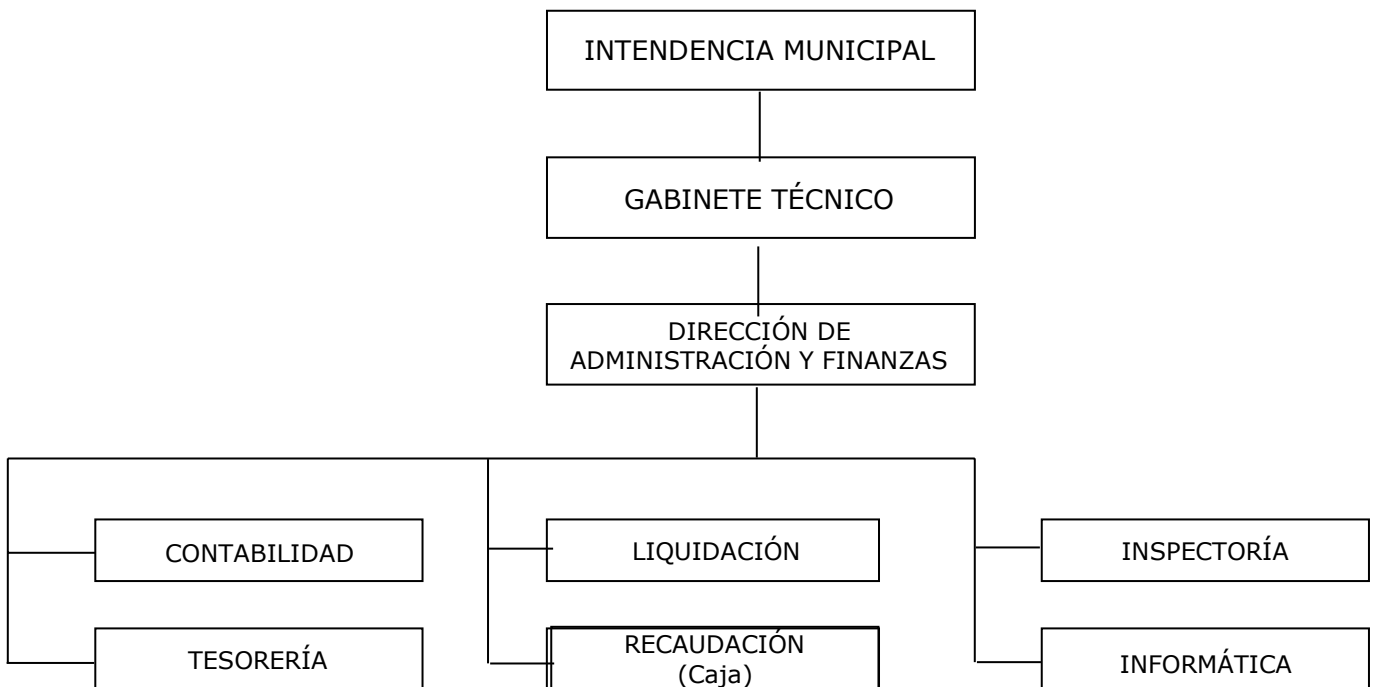 INTENDENCIA MUNICIPAL
GABINETE TÉCNICO
DIRECCIÓN DE
ADMINISTRACIÓN Y FINANZAS
CONTABILIDAD
LIQUIDACIÓN
INSPECTORÍA
TESORERÍA
RECAUDACIÓN
(Caja)
INFORMÁTICA